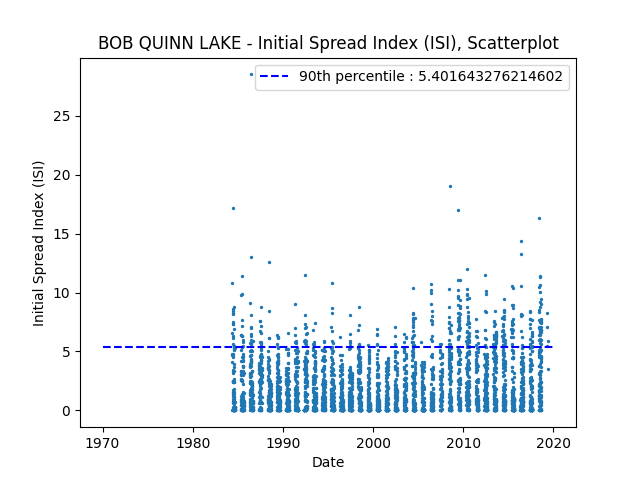 BOB QUINN LAKE - Initial Spread Index (ISI), Scatterplot
90th percentile : 5.401643276214602
Initial Spread Index (ISI)
25
20
15
10
5
0
1970 1980 1990 2000 2010 2020
Date